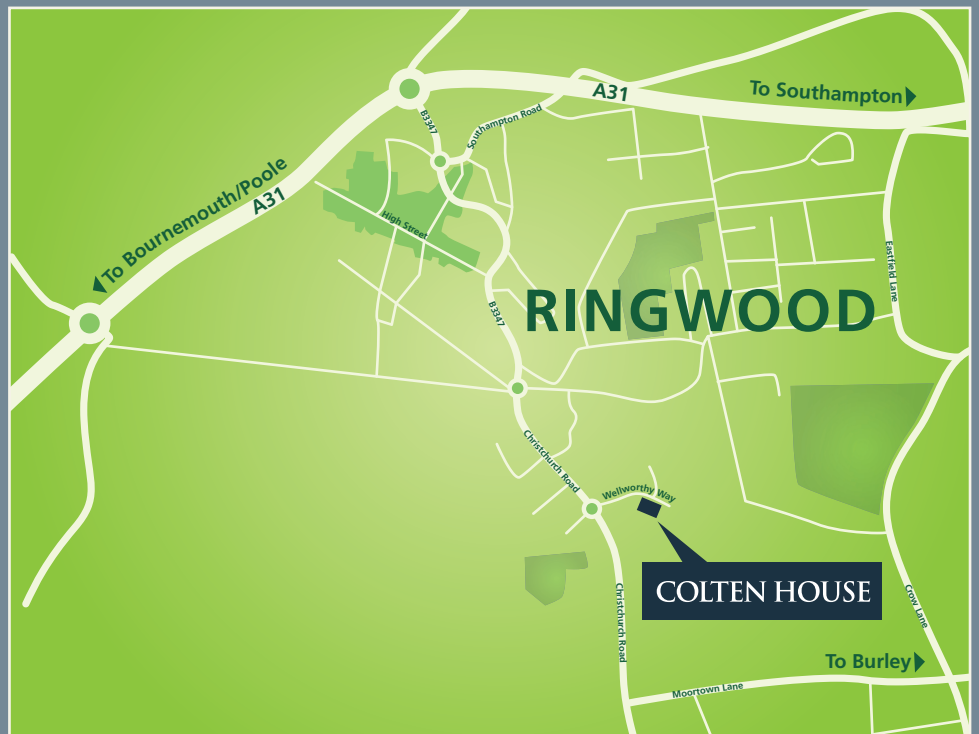 A31
To Southampton
B3347
Southampton Road
To Bournemouth/Poole
A31
High Street
Eastfield Lane
B3347
RINGWOOD
Christchurch Road
Wellworthy Way
COLTEN HOUSE
Christchurch Road
Crow Lane
To Burley
Moortown Lane